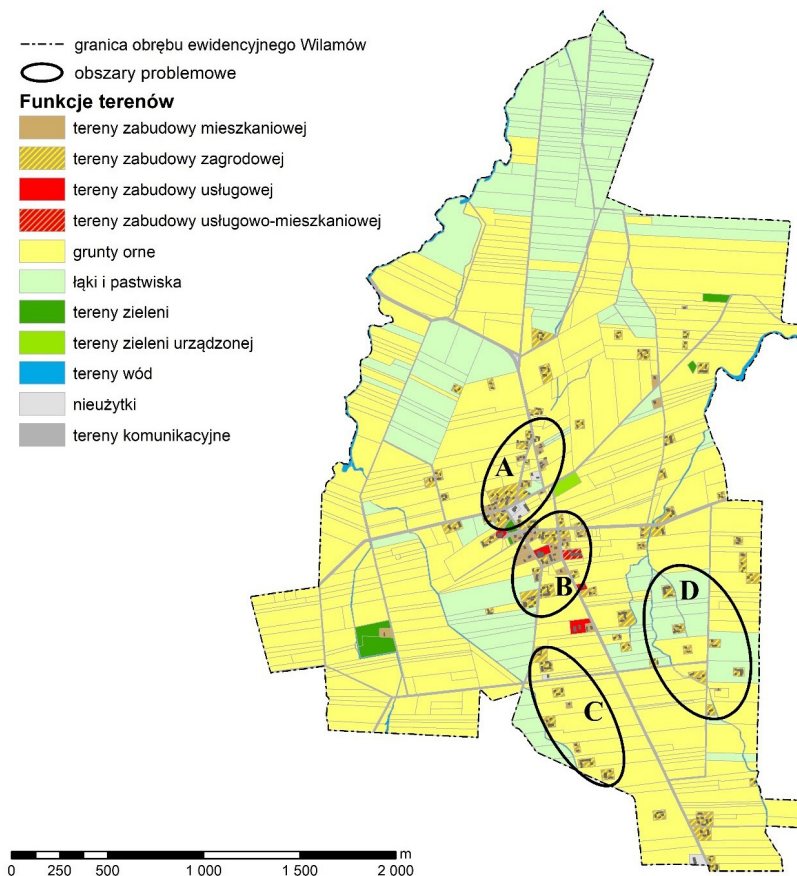 granica obrębu ewidencyjnego Wilamów
obszary problemowe
Funkcje terenów
tereny zabudowy mieszkaniowej
tereny zabudowy zagrodowej
tereny zabudowy usługowej
tereny zabudowy usługowo-mieszkaniowej
grunty orne
łąki i pastwiska
tereny zieleni
tereny zieleni urządzonej
tereny wód
nieużytki
tereny komunikacyjne
A
B
D
C
m
0 250 500 1 000 1 500 2 000